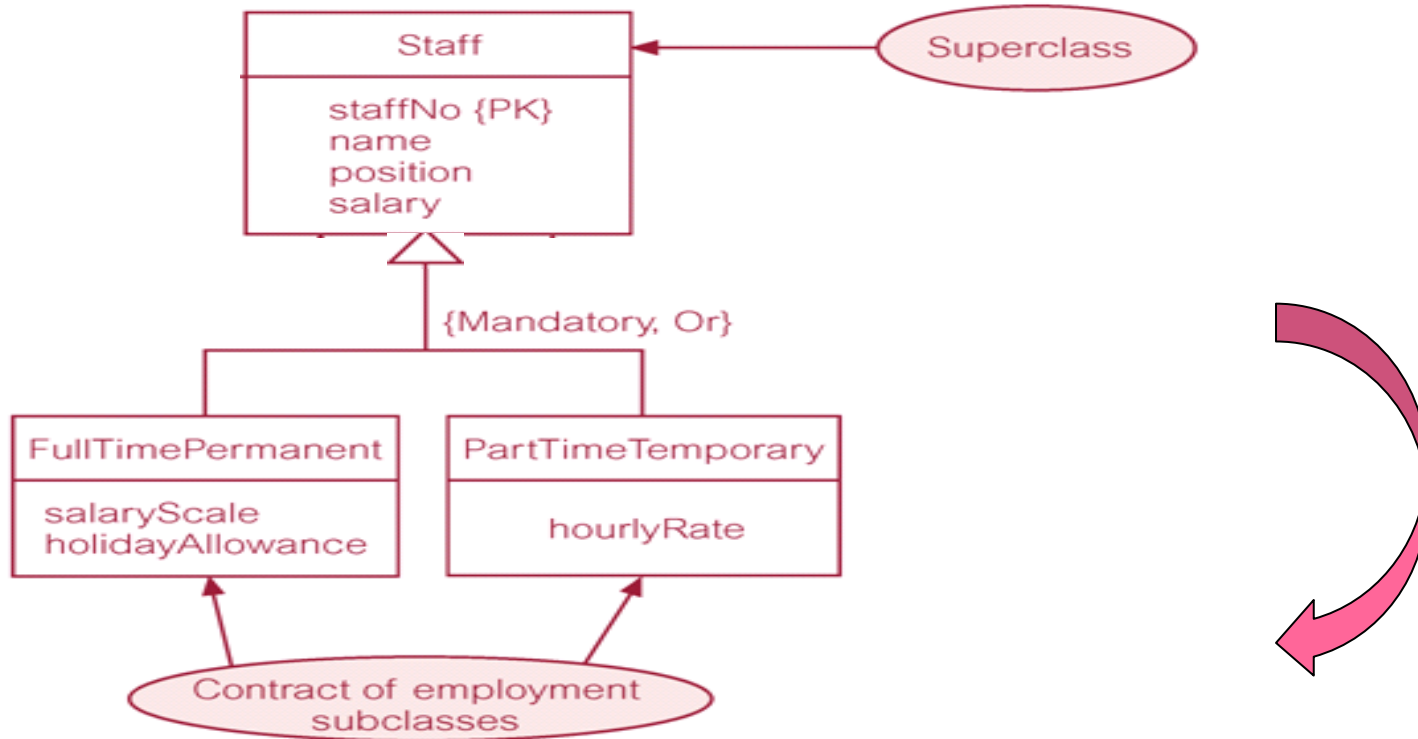 Staff
Superclass
staffNo {PK}
name
position
salary
{Mandatory, Or}
FullTimePermanent
PartTimeTemporary
salaryScale
holidayAllowance
hourlyRate
Contract of employment
subclasses